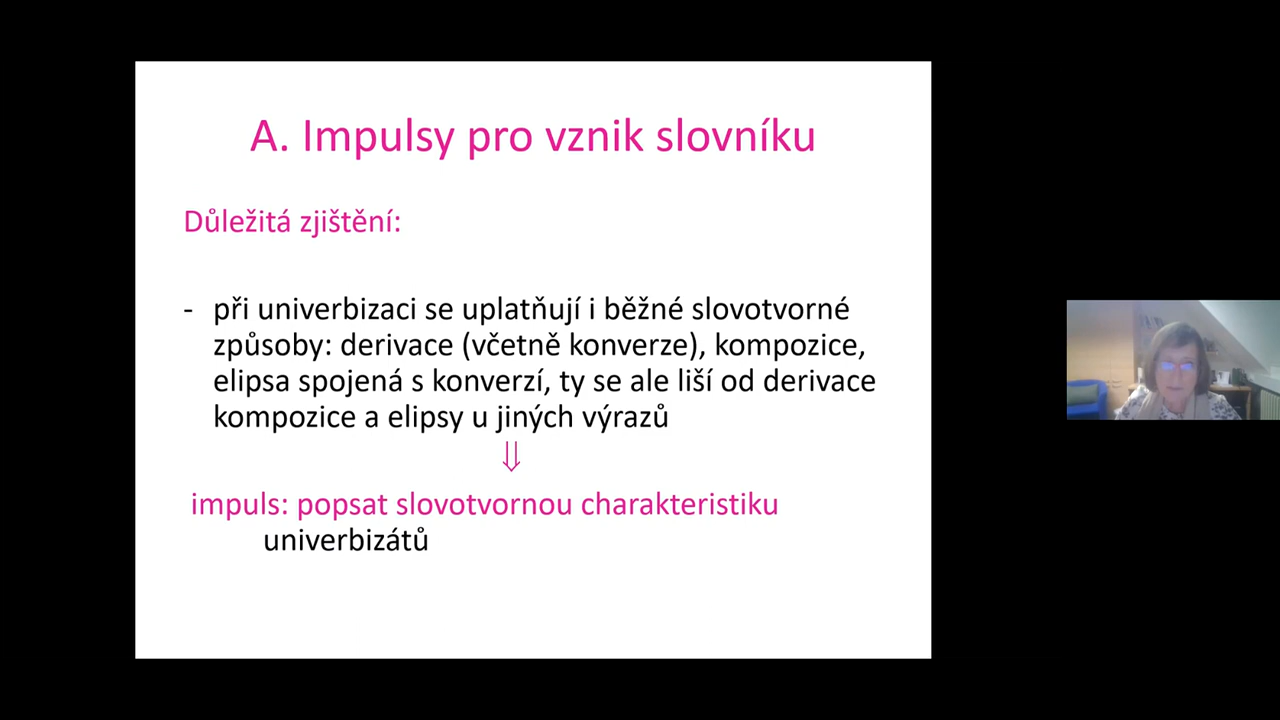 A. Impulsy pro vznik slovníku
Důležitá zjištění:
- při univerbizaci se uplatňují i běžné slovotvorné
způsoby: derivace (včetně konverze), kompozice,
elipsa spojená s konverzí, ty se ale liší od derivace
kompozice a elipsy u jiných výrazů
⇓
impuls: popsat slovotvornou charakteristiku
univerbizátů